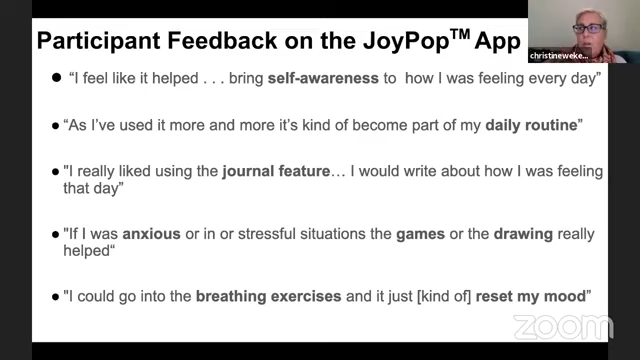 Participant Feedback on the JoyPop™ App
christineweke...
● "I feel like it helped . . . bring self-awareness to how I was feeling every day"
● "As I've used it more and more it's kind of become part of my daily routine"
● "I really liked using the journal feature… I would write about how I was feeling
that day"
● "If I was anxious or in or stressful situations the games or the drawing really
helped"
● "I could go into the breathing exercises and it just [kind of] reset my mood"
zoom